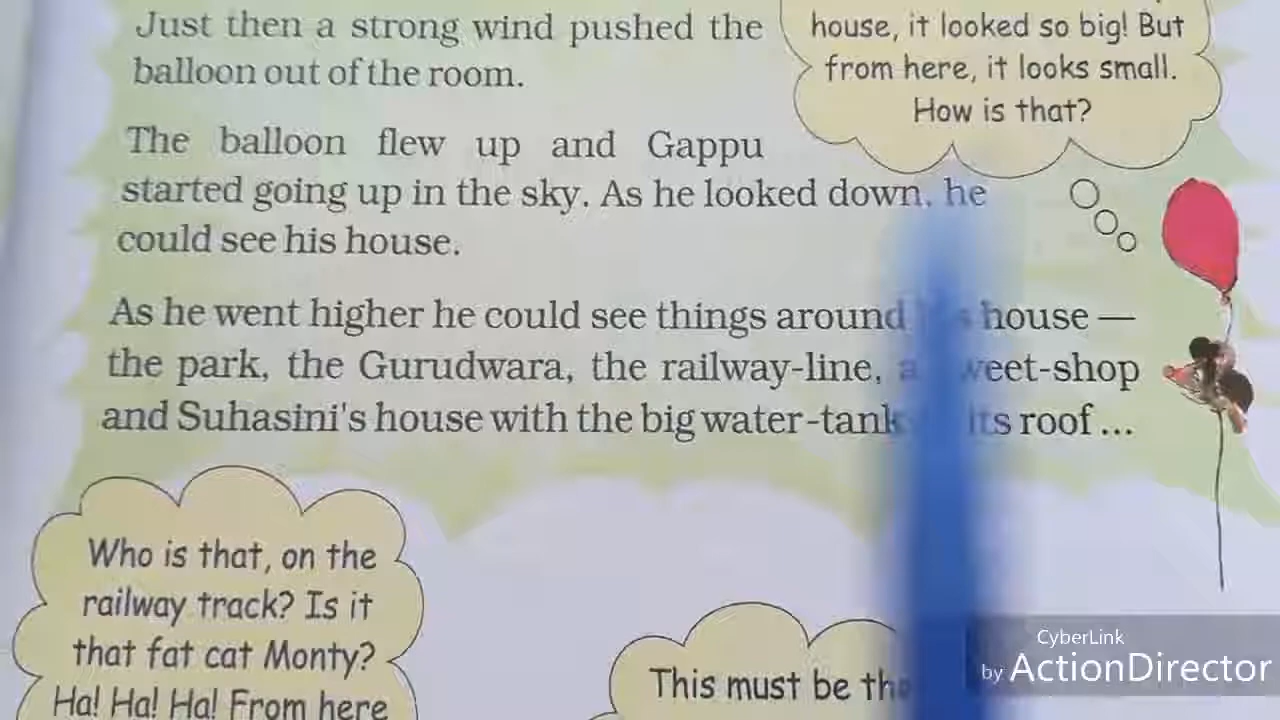 Just then a strong wind pushed the
balloon out of the room.
The balloon flew up and Gappu
started going up in the sky. As he looked down, he
could see his house.
As he went higher he could see things around house —
the park, the Gurudwara, the railway-line, a
and Suhasini's house with the big water-tank its roof ...
house, it looked so big! But
from here, it looks small.
How is that?
Who is that, on the
railway track? Is it
that fat cat Monty?
Ha! Ha! Ha! From here
This must be
CyberLink
by ActionDirector